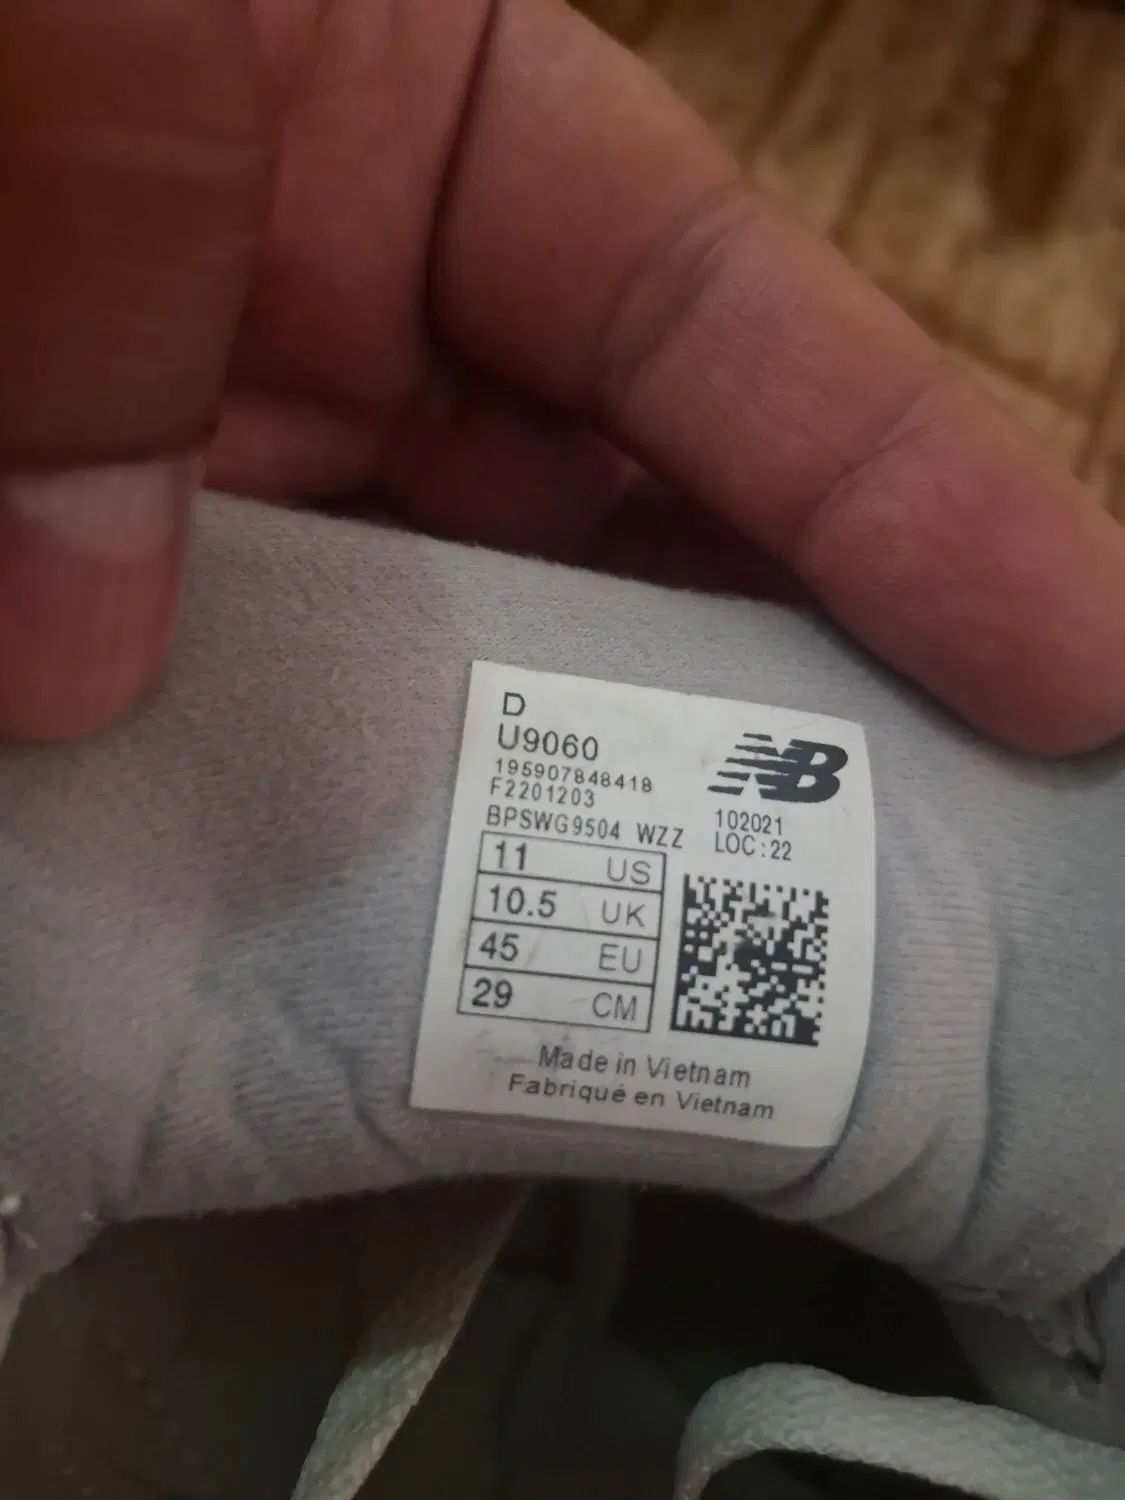 D
U9060
195907848418
F2201203
BPSWG9504 WZZ
NB
102021
LOC:22
11 US
10.5 UK
45 EU
29 CM
Made in Vietnam
Fabriqué en Vietnam